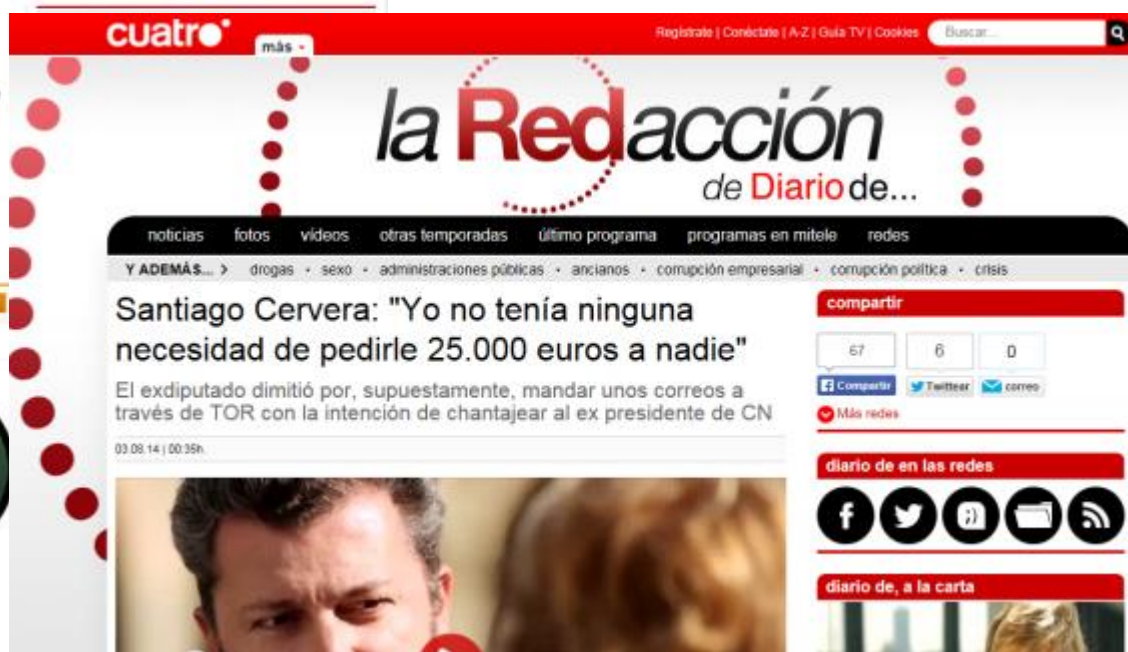 cuatro
más
Regístrate | Conéctate | A-Z | Guía TV | Cookies
Buscar...
la Redacción
de Diario de...
noticias fotos vídeos otras temporadas último programa programas en mitele redes
Y ADEMÁS... > drogas · sexo · administraciones públicas · ancianos · corrupción empresarial · corrupción política · crisis
Santiago Cervera: "Yo no tenía ninguna
necesidad de pedirle 25.000 euros a nadie"
El exdiputado dimitió por, supuestamente, mandar unos correos a
través de TOR con la intención de chantajear al ex presidente de CN
03.08.14 | 00:35h.
compartir
67 6 0
Compartir Twittear correo
Más redes
diario de en las redes
diario de, a la carta